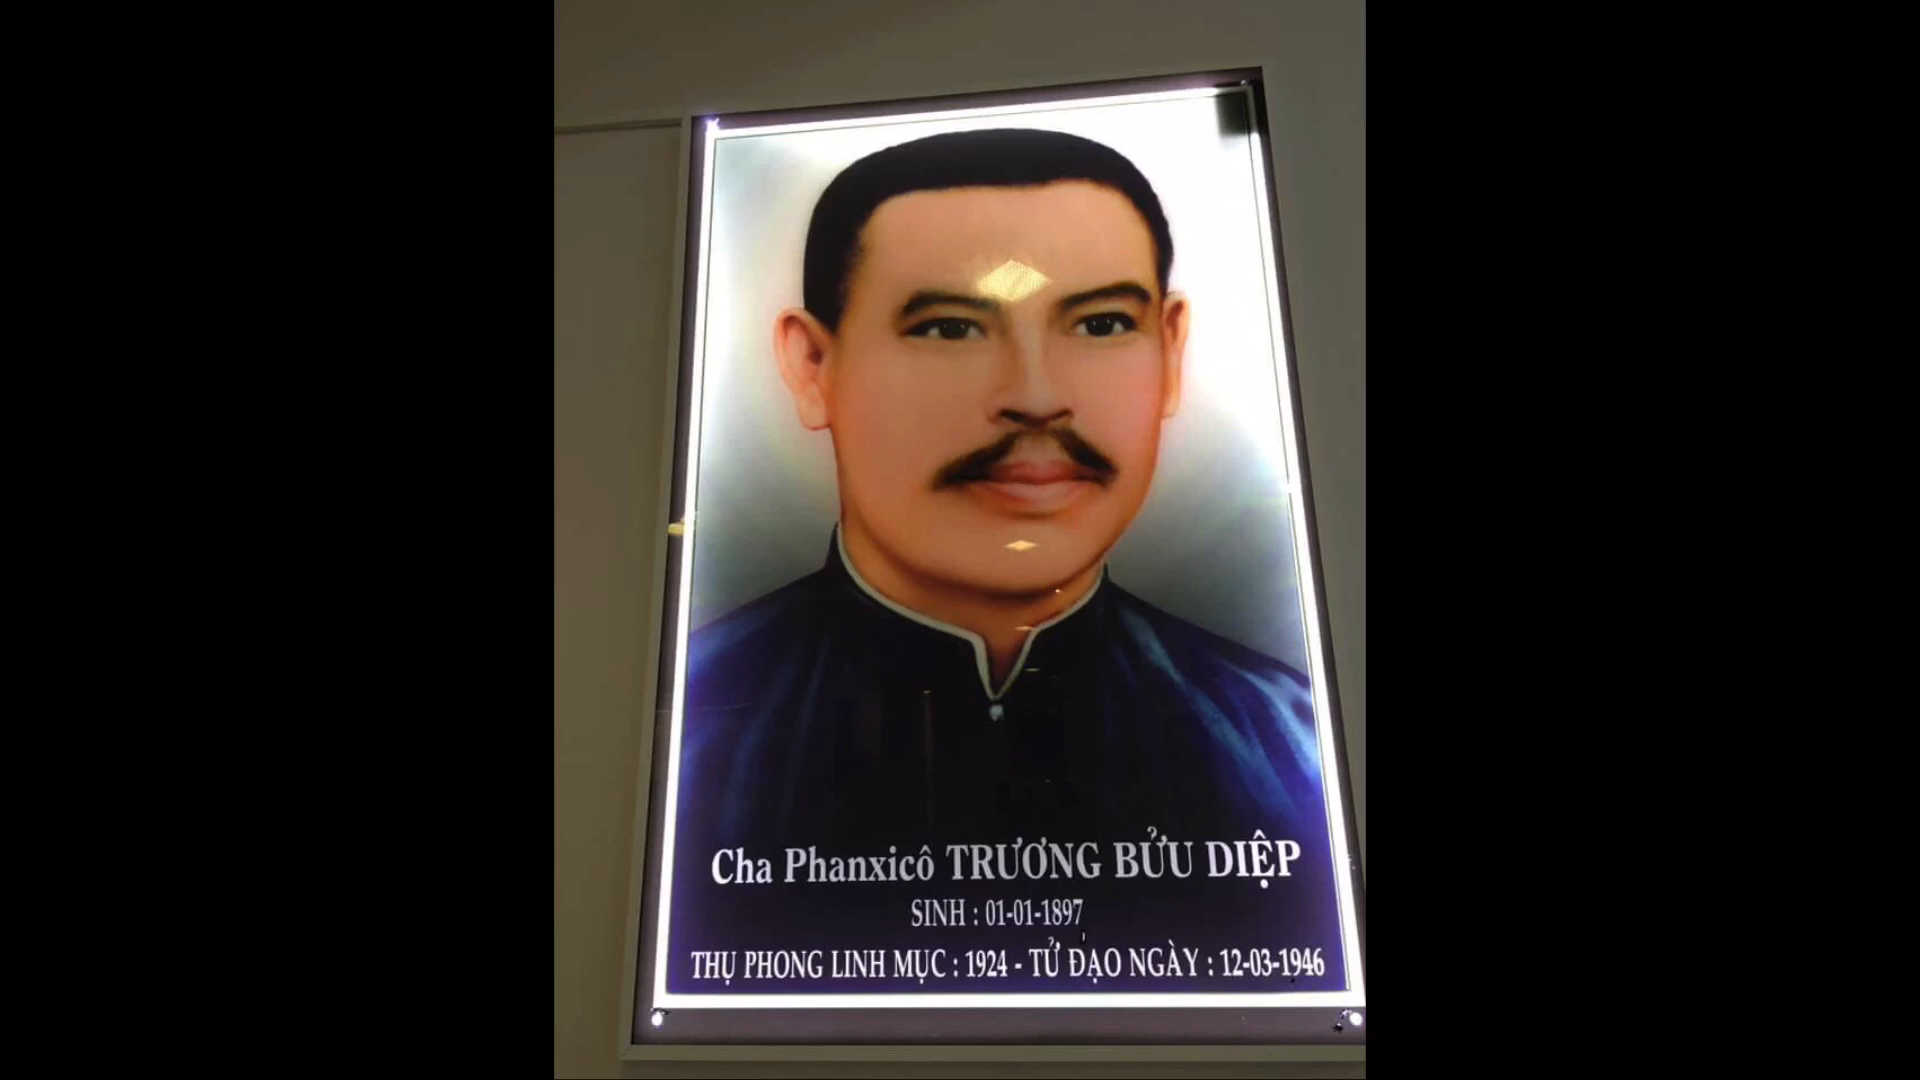 Cha Phanxicô TRƯƠNG BỬU DIỆP
SINH : 01-01-1897
THỤ PHONG LINH MỤC : 1924 - TỬ ĐẠO NGÀY : 12-03-1946